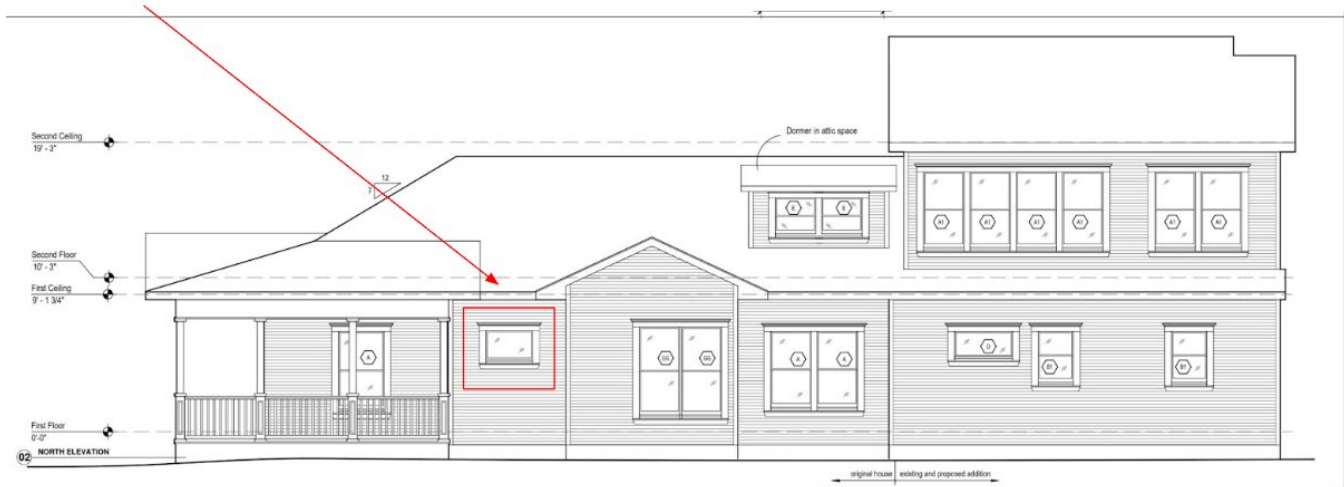 Second Ceiling
19' - 3"
Dormer in attic space
12
7
B
B
A1
A1
A1
A1
A1
A1
Second Floor
10' - 3"
First Ceiling
9' - 1 3/4"
A
GG
GG
A
A
D
B1
B1
First Floor
0'-0"
02 NORTH ELEVATION
original house
existing and proposed addition